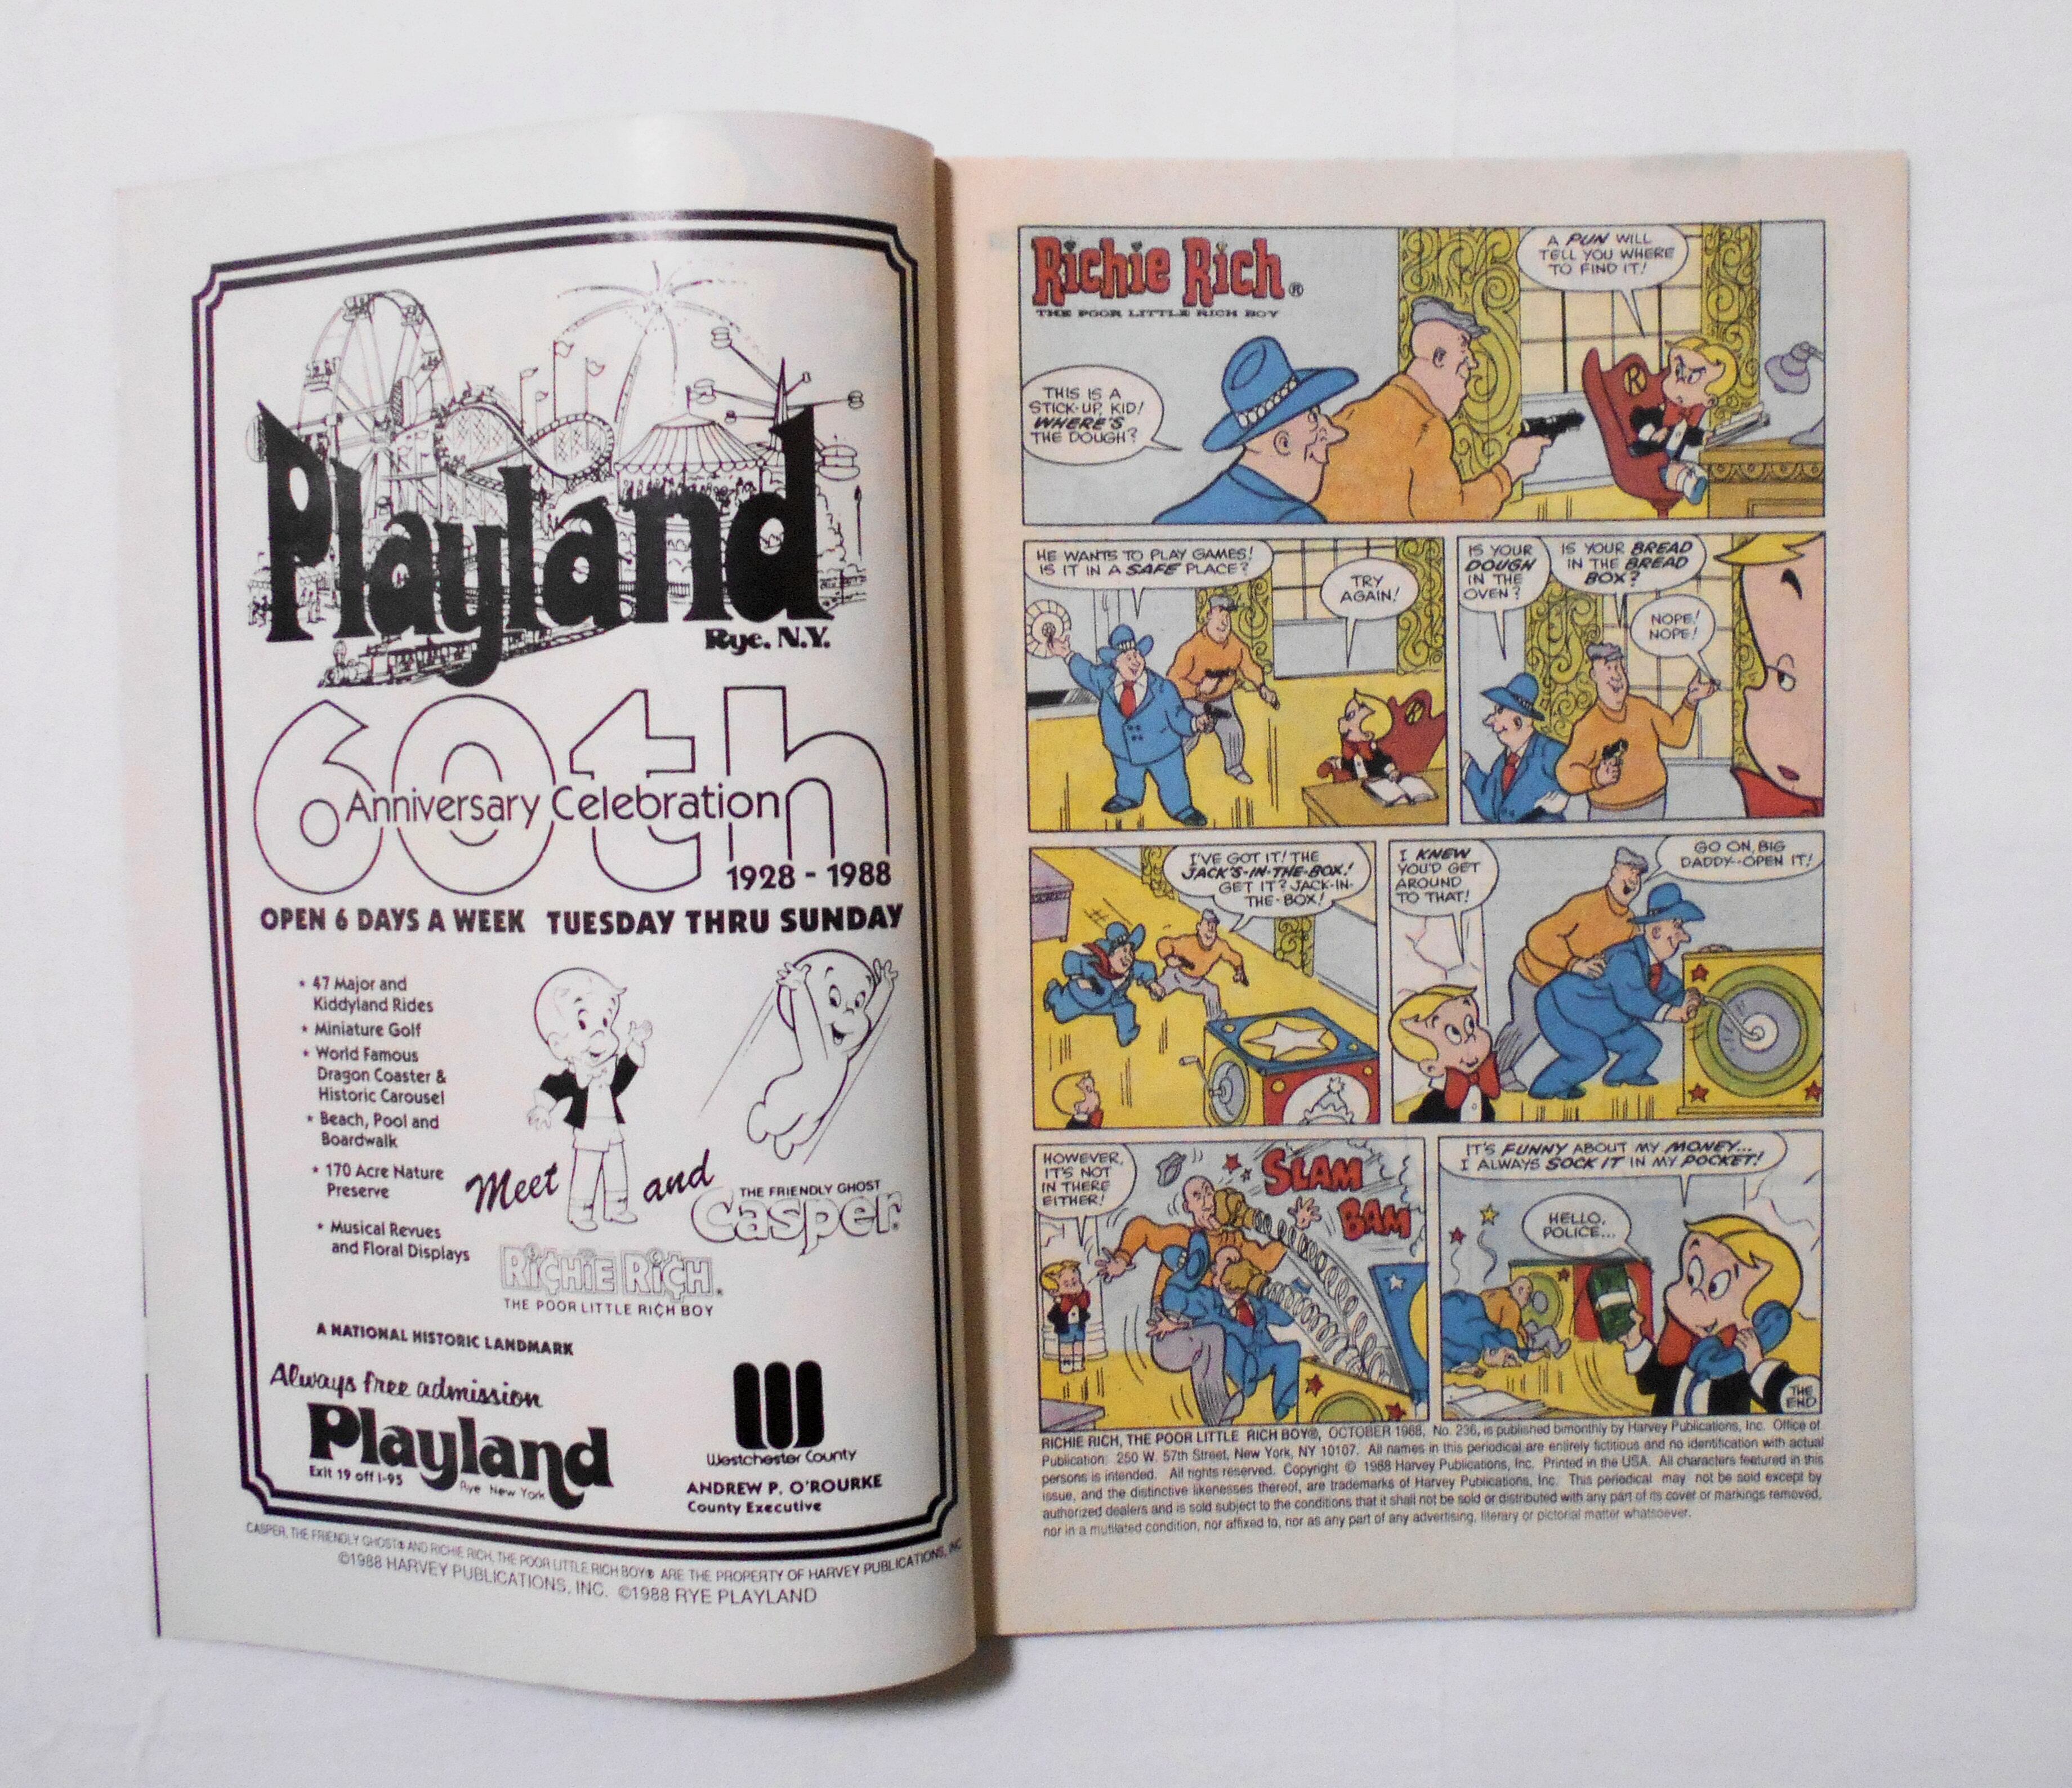 Playland
Rye. N.Y.
60th
Anniversary Celebration
1928 - 1988
OPEN 6 DAYS A WEEK TUESDAY THRU SUNDAY
* 47 Major and
Kiddyland Rides
* Miniature Golf
* World Famous
Dragon Coaster &
Historic Carousel
* Beach, Pool and
Boardwalk
* 170 Acre Nature
Preserve
* Musical Revues
and Floral Displays
Meet
and
THE FRIENDLY GHOST
Casper®
RiCHiE RiCH®
THE POOR LITTLE RICH BOY
A NATIONAL HISTORIC LANDMARK
Always free admission
Playland
Exit 19 off I-95
Rye New York
Westchester County
ANDREW P. O'ROURKE
County Executive
CASPER, THE FRIENDLY GHOST® AND RICHIE RICH, THE POOR LITTLE RICH BOY® ARE THE PROPERTY OF HARVEY PUBLICATIONS, INC.
©1988 HARVEY PUBLICATIONS, INC. ©1988 RYE PLAYLAND
Richie Rich®
THE POOR LITTLE RICH BOY
THIS IS A
STICK-UP, KID!
WHERE'S
THE DOUGH?
A PUN WILL
TELL YOU WHERE
TO FIND IT!
R
HE WANTS TO PLAY GAMES!
IS IT IN A SAFE PLACE?
TRY
AGAIN!
R
IS YOUR
DOUGH
IN THE
OVEN?
IS YOUR BREAD
IN THE BREAD
BOX?
NOPE!
NOPE!
I'VE GOT IT! THE
JACK'S-IN-THE-BOX!
GET IT? JACK-IN-
THE-BOX!
I KNEW
YOU'D GET
AROUND
TO THAT!
GO ON, BIG
DADDY--OPEN IT!
HOWEVER,
IT'S NOT
IN THERE
EITHER!
SLAM
BAM
IT'S FUNNY ABOUT MY MONEY...
I ALWAYS SOCK IT IN MY POCKET!
HELLO,
POLICE...
THE
END
RICHIE RICH, THE POOR LITTLE RICH BOY®, OCTOBER 1988, No. 236, is published bimonthly by Harvey Publications, Inc. Office of
Publication: 250 W. 57th Street, New York, NY 10107. All names in this periodical are entirely fictitious and no identification with actual
persons is intended. All rights reserved. Copyright © 1988 Harvey Publications, Inc. Printed in the USA. All characters featured in this
issue, and the distinctive likenesses thereof, are trademarks of Harvey Publications, Inc. This periodical may not be sold except by
authorized dealers and is sold subject to the conditions that it shall not be sold or distributed with any part of its cover or markings removed,
nor in a mutilated condition, nor affixed to, nor as any part of any advertising, literary or pictorial matter whatsoever.